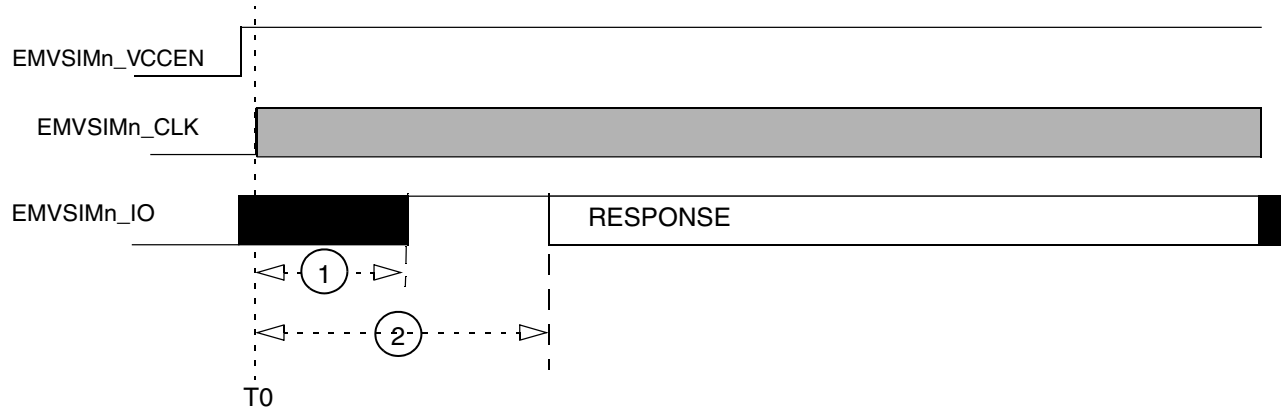 EMVSIMn_VCCEN
EMVSIMn_CLK
EMVSIMn_IO
RESPONSE
1
2
T0